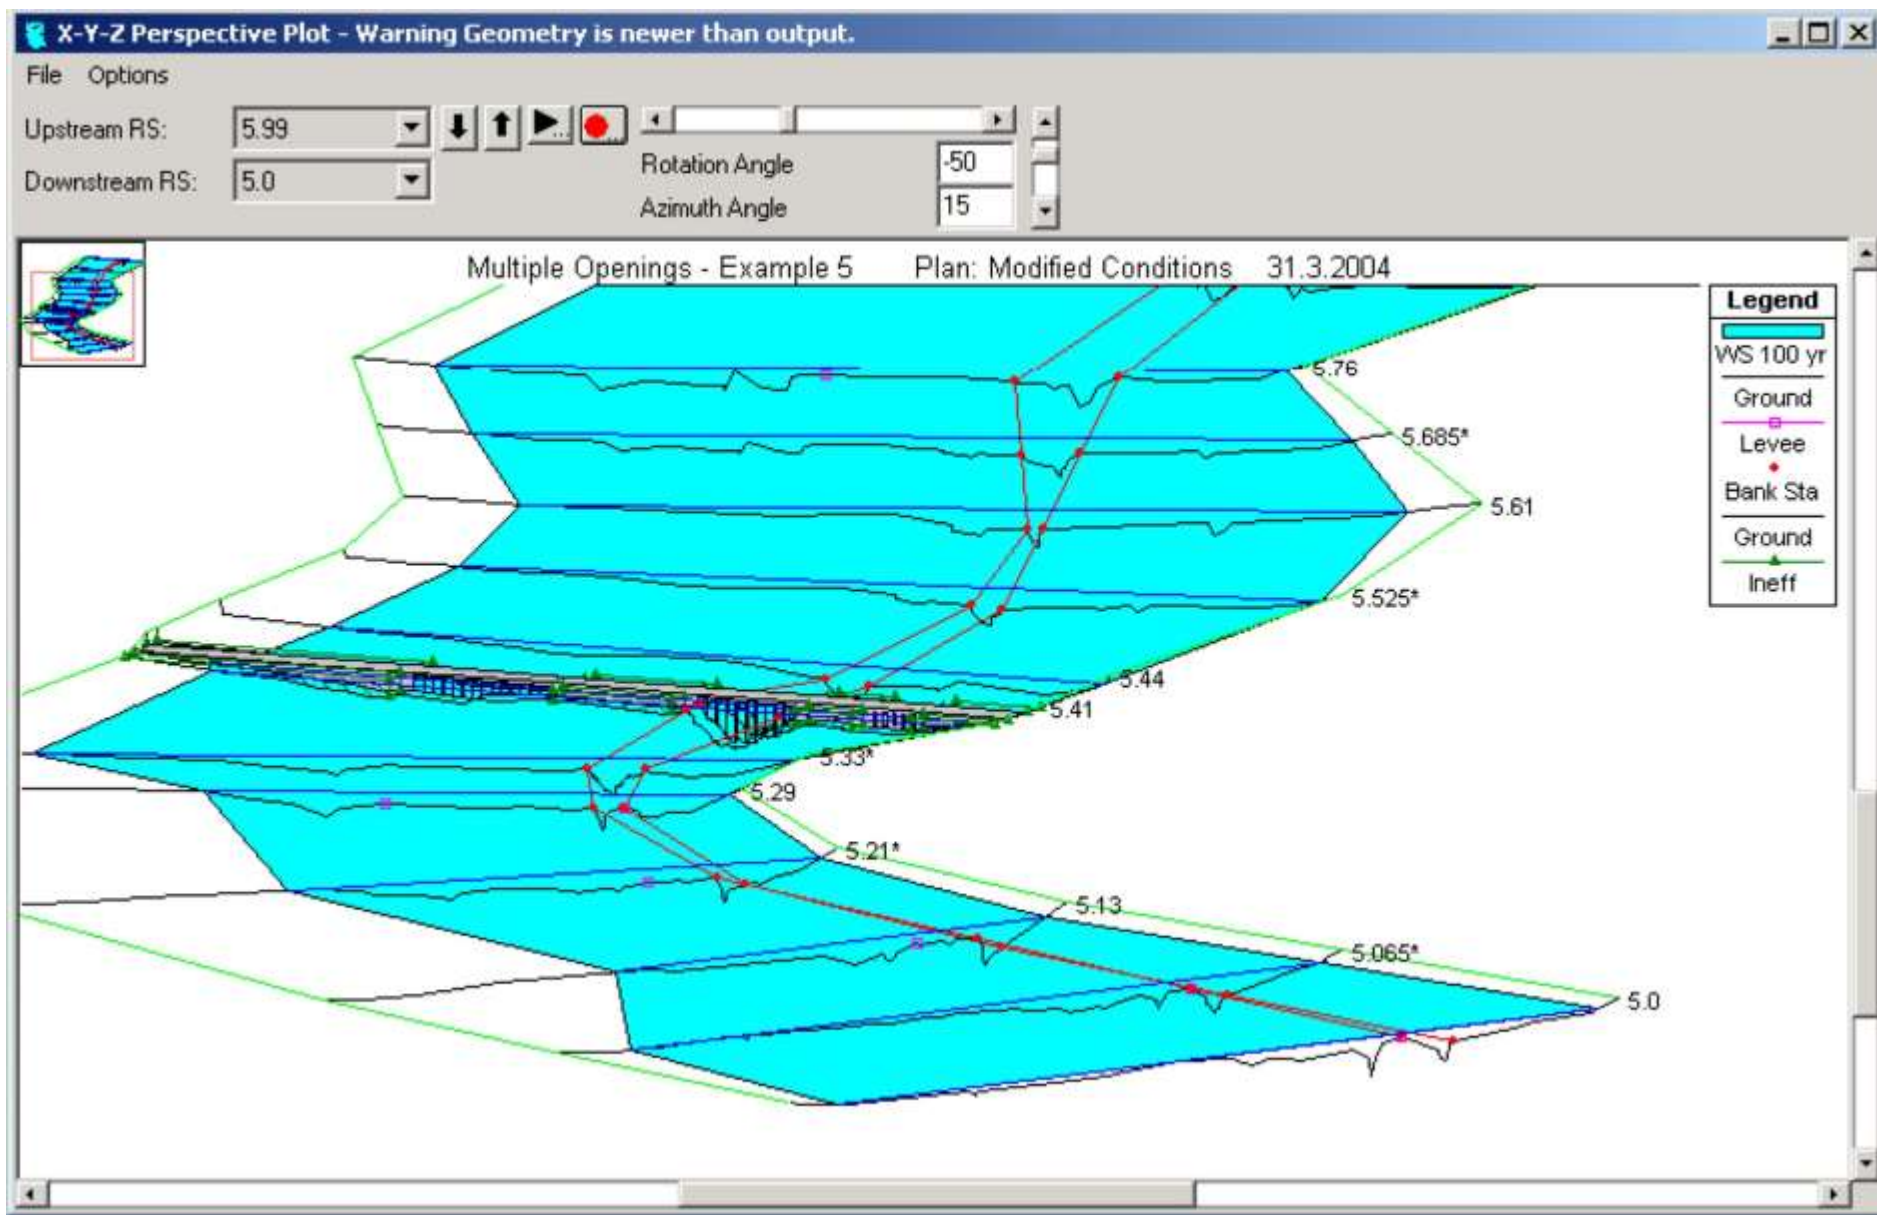 X-Y-Z Perspective Plot - Warning Geometry is newer than output.
File Options
Upstream RS: 5.99
Downstream RS: 5.0
Rotation Angle -50
Azimuth Angle 15
Multiple Openings - Example 5 Plan: Modified Conditions 31.3.2004
Legend
WS 100 yr
Ground
Levee
Bank Sta
Ground
Ineff
5.76
5.685*
5.61
5.525*
5.44
5.41
5.33*
5.29
5.21*
5.13
5.065*
5.0